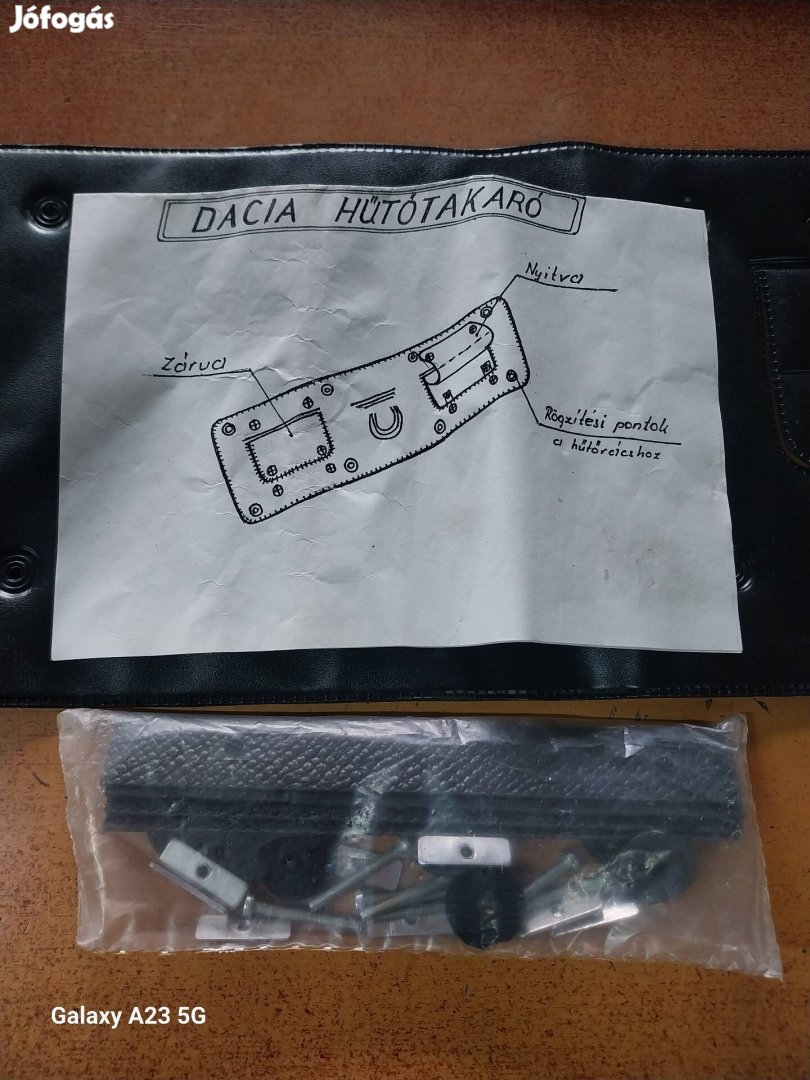 Jófogás
DACIA HŰTŐTAKARÓ
Nyitva
Zárva
Rögzítési pontok
a hűtőrácshoz
Galaxy A23 5G